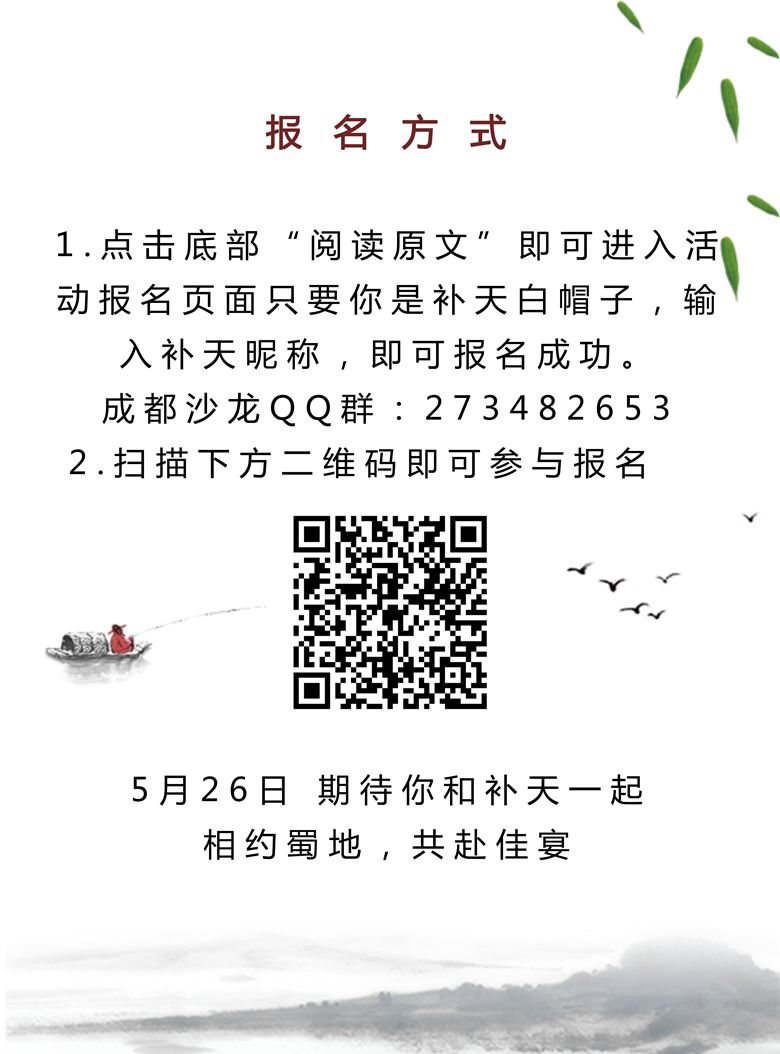 报名方式
1.点击底部“阅读原文”即可进入活
动报名页面只要你是补天白帽子，输
入补天昵称，即可报名成功。
成都沙龙QQ群：273482653
2.扫描下方二维码即可参与报名
5月26日 期待你和补天一起
相约蜀地，共赴佳宴